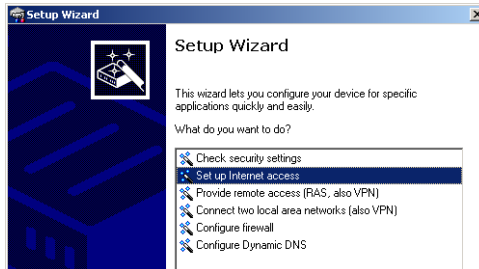 Setup Wizard
Setup Wizard
This wizard lets you configure your device for specific
applications quickly and easily.
What do you want to do?
Check security settings
Set up Internet access
Provide remote access (RAS, also VPN)
Connect two local area networks (also VPN)
Configure firewall
Configure Dynamic DNS